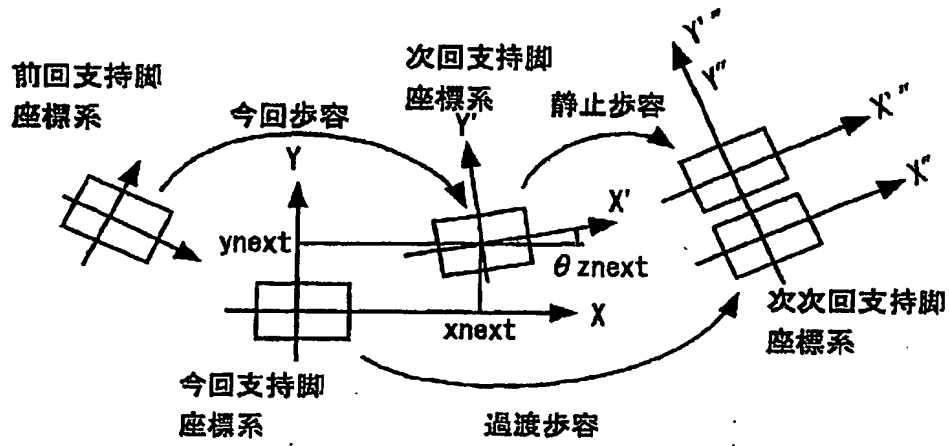 前回支持脚
座標系
今回歩容
次回支持脚
座標系
静止歩容
Y
Y'
X'
Y'"
Y"
X'"
X"
ynext
θ znext
xnext
X
今回支持脚
座標系
過渡歩容
次次回支持脚
座標系